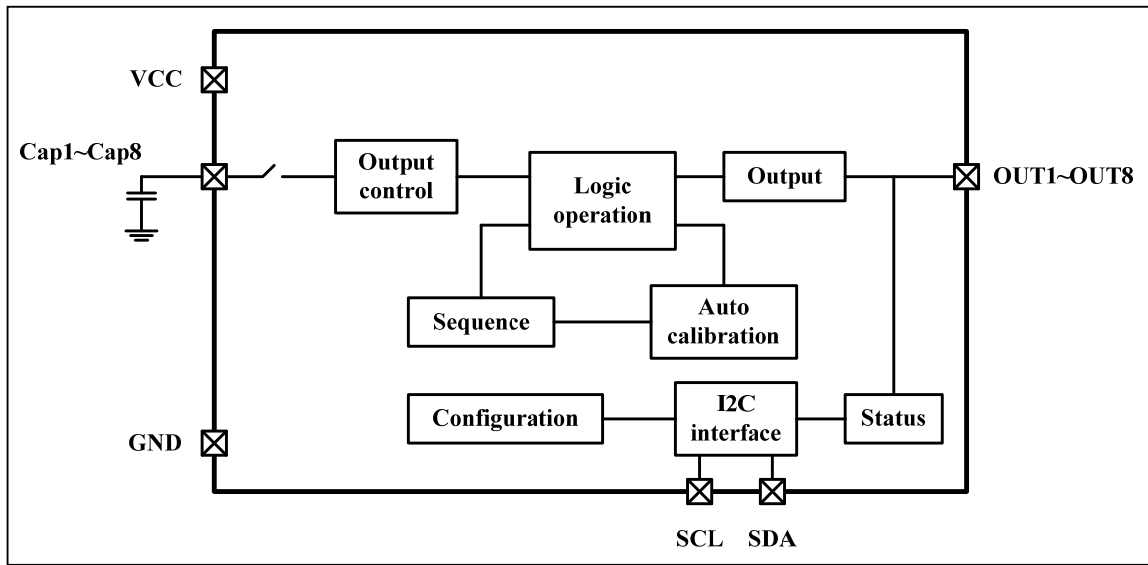 VCC
Cap1~Cap8
Output
control
Logic
operation
Output
OUT1~OUT8
Sequence
Auto
calibration
Configuration
I2C
interface
Status
GND
SCL
SDA